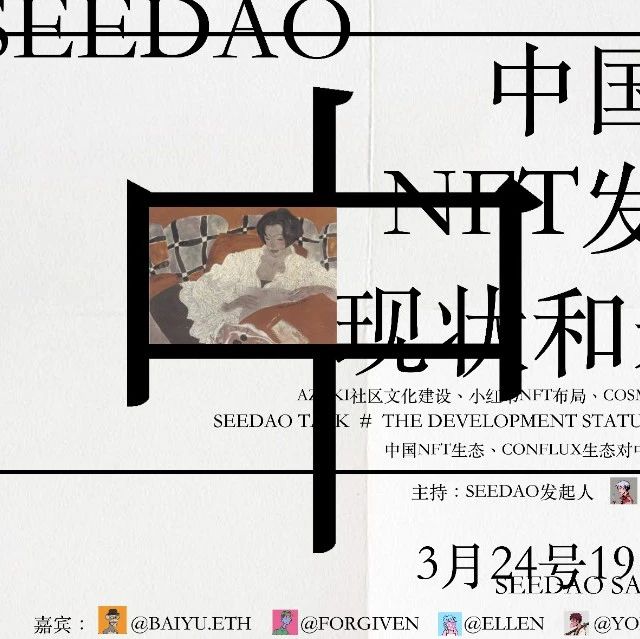 SEEDAO
中
中国
NFT发
现状和
AZUKI社区文化建设、小红书NFT布局、COSM
SEEDAO TALK # THE DEVELOPMENT STATU
中国NFT生态、CONFLUX生态对中
主持：SEEDAO发起人
3月24号19
SEEDAO SA
嘉宾： @BAIYU.ETH @FORGIVEN @ELLEN @YO